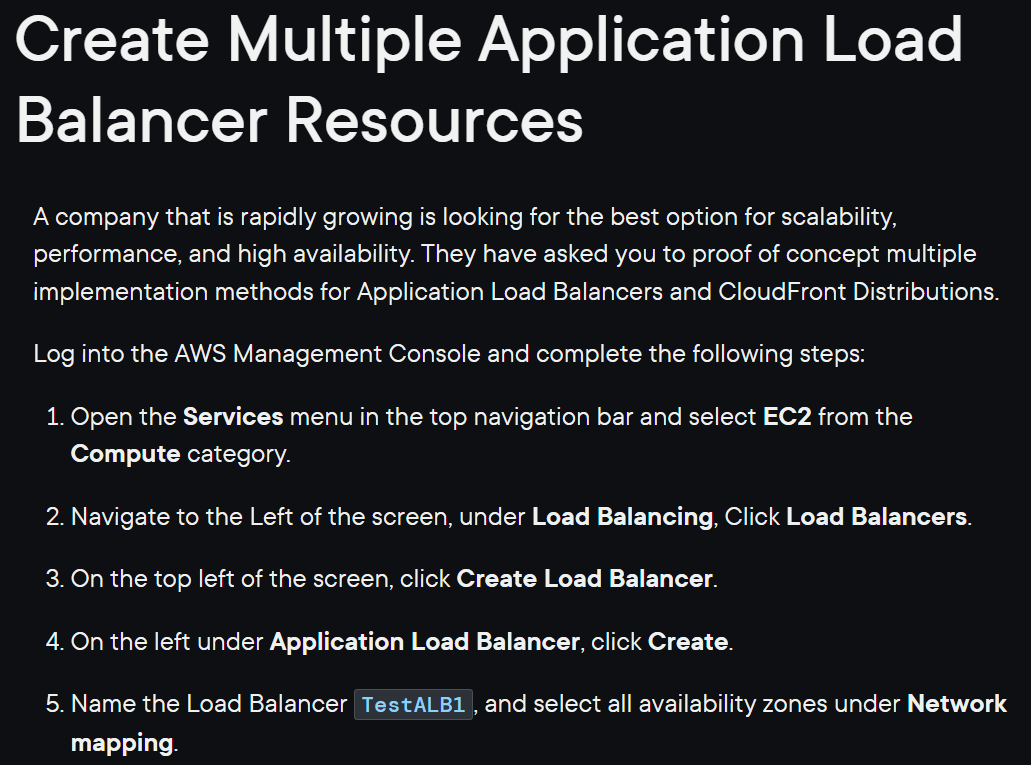 Create Multiple Application Load
Balancer Resources
A company that is rapidly growing is looking for the best option for scalability,
performance, and high availability. They have asked you to proof of concept multiple
implementation methods for Application Load Balancers and CloudFront Distributions.
Log into the AWS Management Console and complete the following steps:
1. Open the Services menu in the top navigation bar and select EC2 from the
Compute category.
2. Navigate to the Left of the screen, under Load Balancing, Click Load Balancers.
3. On the top left of the screen, click Create Load Balancer.
4. On the left under Application Load Balancer, click Create.
5. Name the Load Balancer TestALB1, and select all availability zones under Network
mapping.